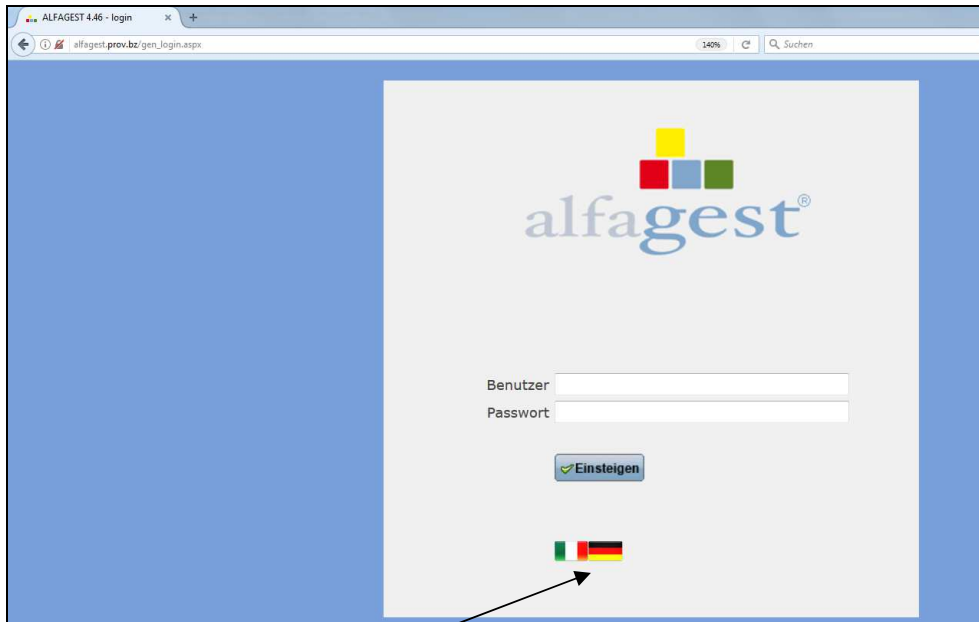 ALFAGEST 4.46 - login
alfagest.prov.bz/gen_login.aspx
140%
Suchen
alfagest®
Benutzer
Passwort
Einsteigen